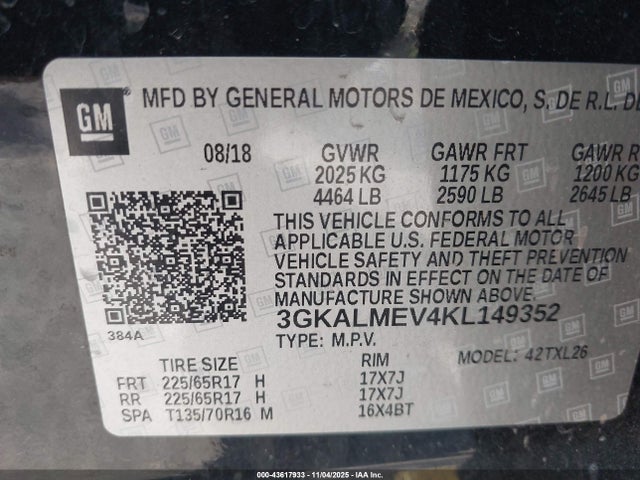 GM
MFD BY GENERAL MOTORS DE MEXICO, S. DE R.L. DE
08/18 GVWR GAWR FRT GAWR R
2025 KG 1175 KG 1200 KG
4464 LB 2590 LB 2645 LB
THIS VEHICLE CONFORMS TO ALL
APPLICABLE U.S. FEDERAL MOTOR
VEHICLE SAFETY AND THEFT PREVENTION
STANDARDS IN EFFECT ON THE DATE OF
MANUFACTURE SHOWN ABOVE.
384A 3GKALMEV4KL149352
TYPE: M.P.V. MODEL: 42TXL26
TIRE SIZE RIM
FRT 225/65R17 H 17X7J
RR 225/65R17 H 17X7J
SPA T135/70R16 M 16X4BT
000-43617933 - 11/04/2025 - IAAI.com